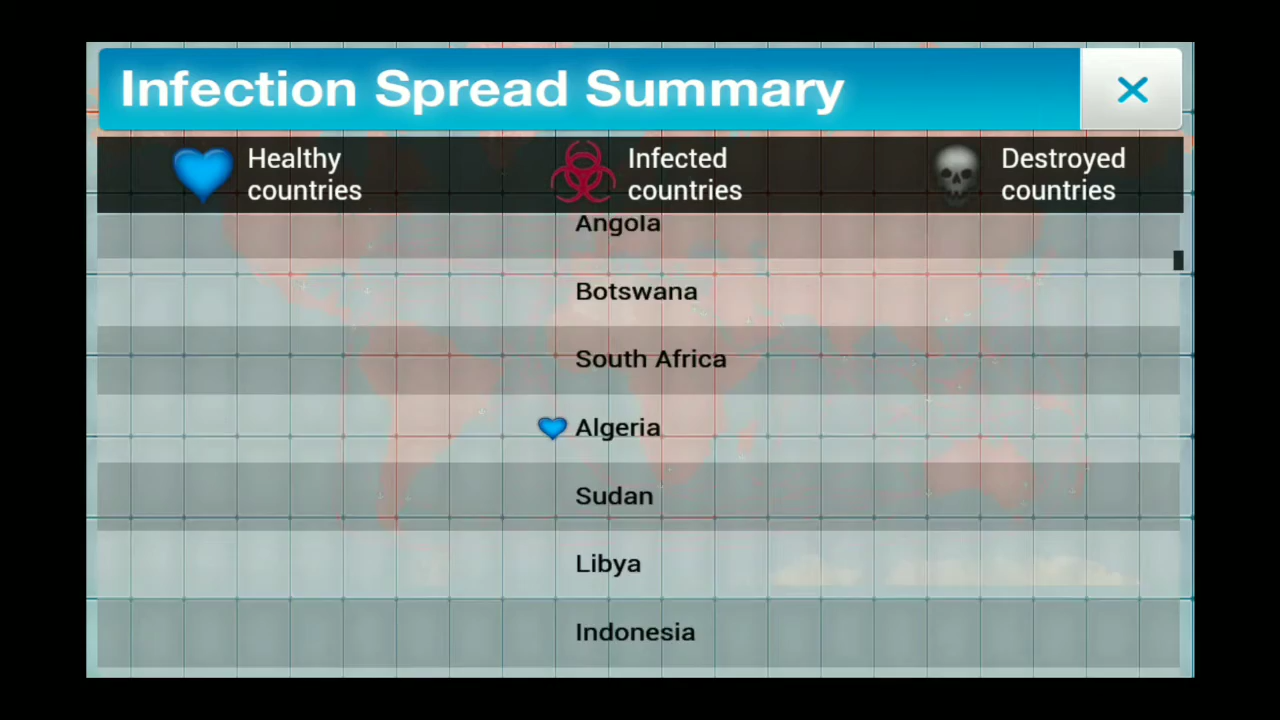 Infection Spread Summary
Healthy
countries
Infected
countries
Destroyed
countries
Angola
Botswana
South Africa
Algeria
Sudan
Libya
Indonesia